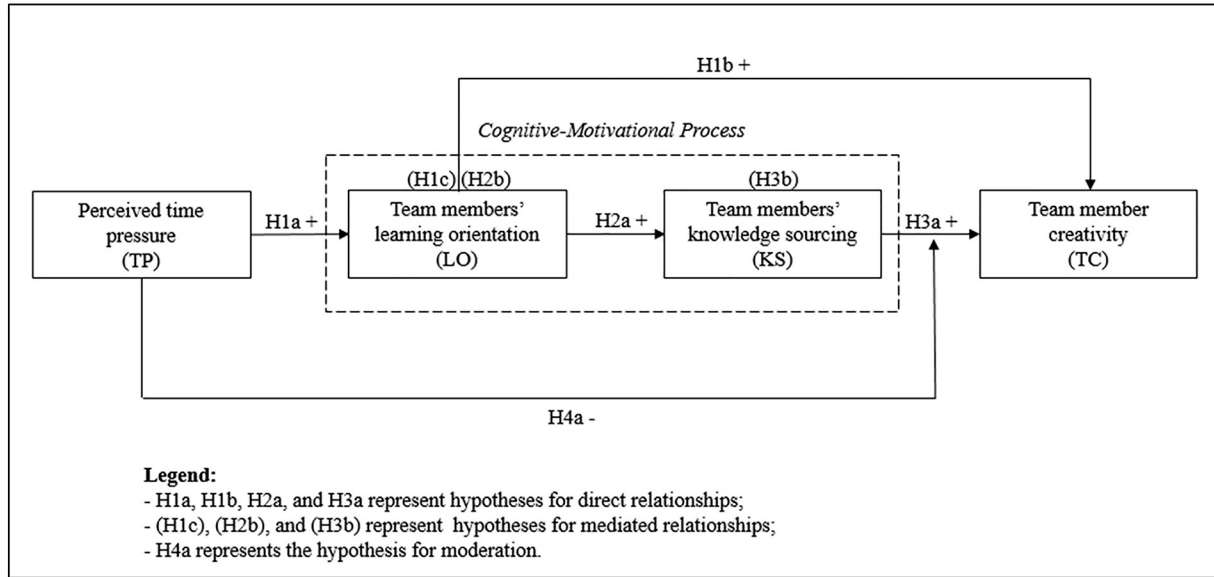 H1b +
Cognitive-Motivational Process
(H1c) (H2b)
(H3b)
Perceived time
pressure
(TP)
H1a +
Team members’
learning orientation
(LO)
H2a +
Team members’
knowledge sourcing
(KS)
H3a +
Team member
creativity
(TC)
H4a -
Legend:
- H1a, H1b, H2a, and H3a represent hypotheses for direct relationships;
- (H1c), (H2b), and (H3b) represent hypotheses for mediated relationships;
- H4a represents the hypothesis for moderation.